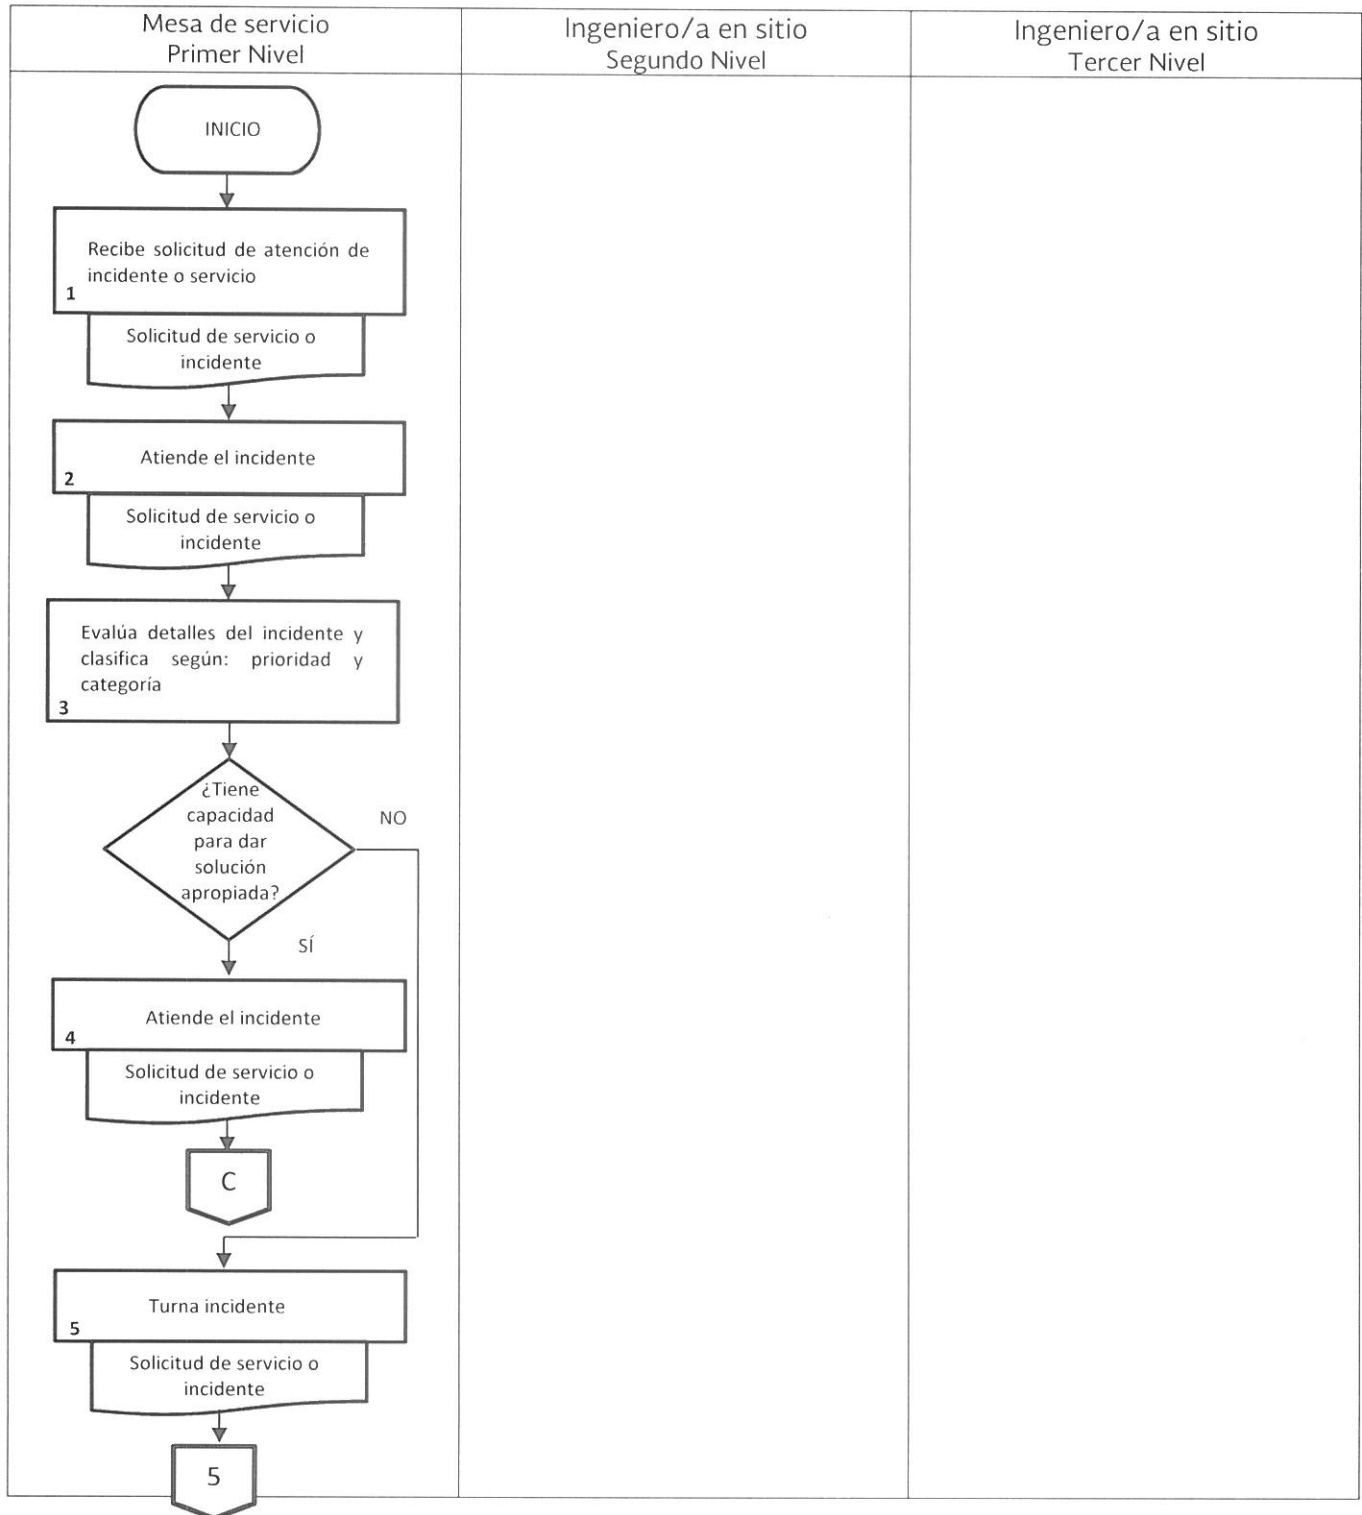 Mesa de servicio
Primer Nivel
Ingeniero/a en sitio
Segundo Nivel
Ingeniero/a en sitio
Tercer Nivel
INICIO
Recibe solicitud de atención de
incidente o servicio
1
Solicitud de servicio o
incidente
Atiende el incidente
2
Solicitud de servicio o
incidente
Evalúa detalles del incidente y
clasifica según: prioridad y
categoría
3
¿Tiene
capacidad
para dar
solución
apropiada?
NO
SÍ
Atiende el incidente
4
Solicitud de servicio o
incidente
C
Turna incidente
5
Solicitud de servicio o
incidente
5